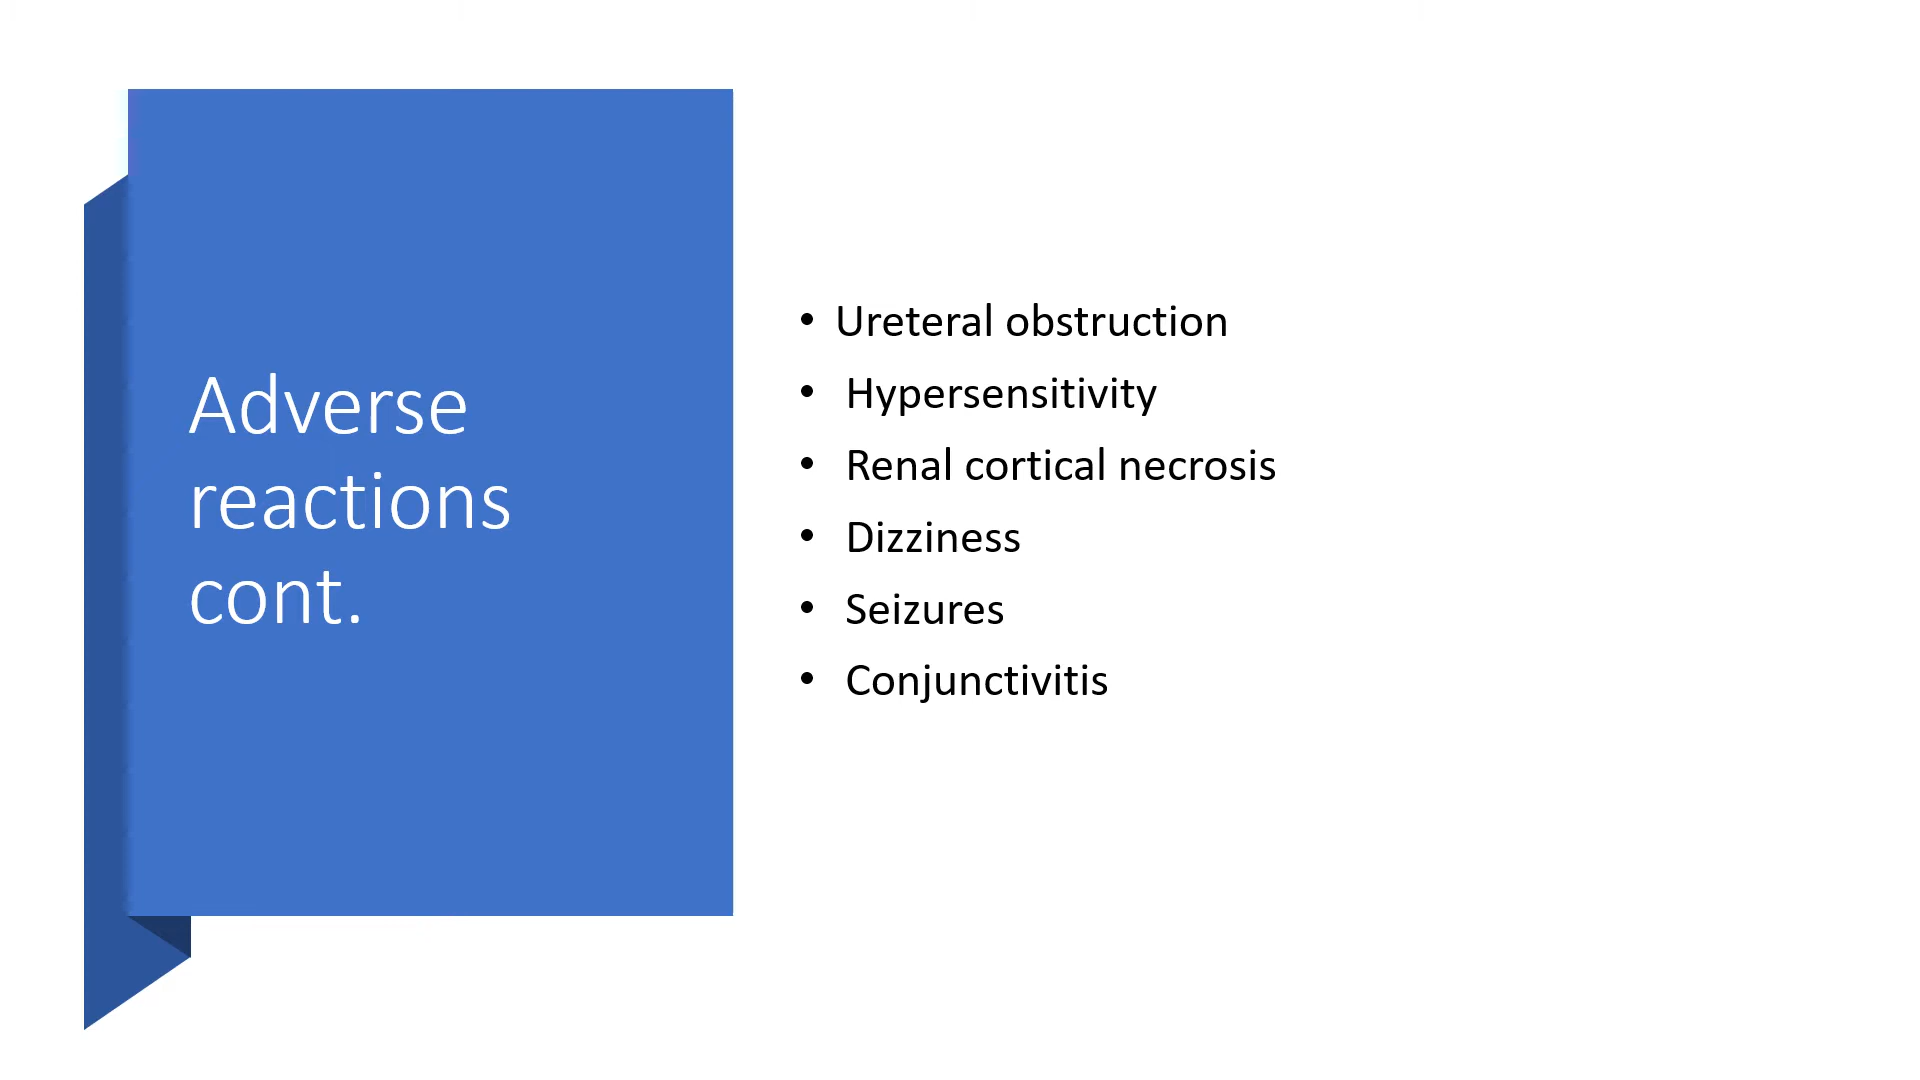 Adverse
reactions
cont.
• Ureteral obstruction
• Hypersensitivity
• Renal cortical necrosis
• Dizziness
• Seizures
• Conjunctivitis